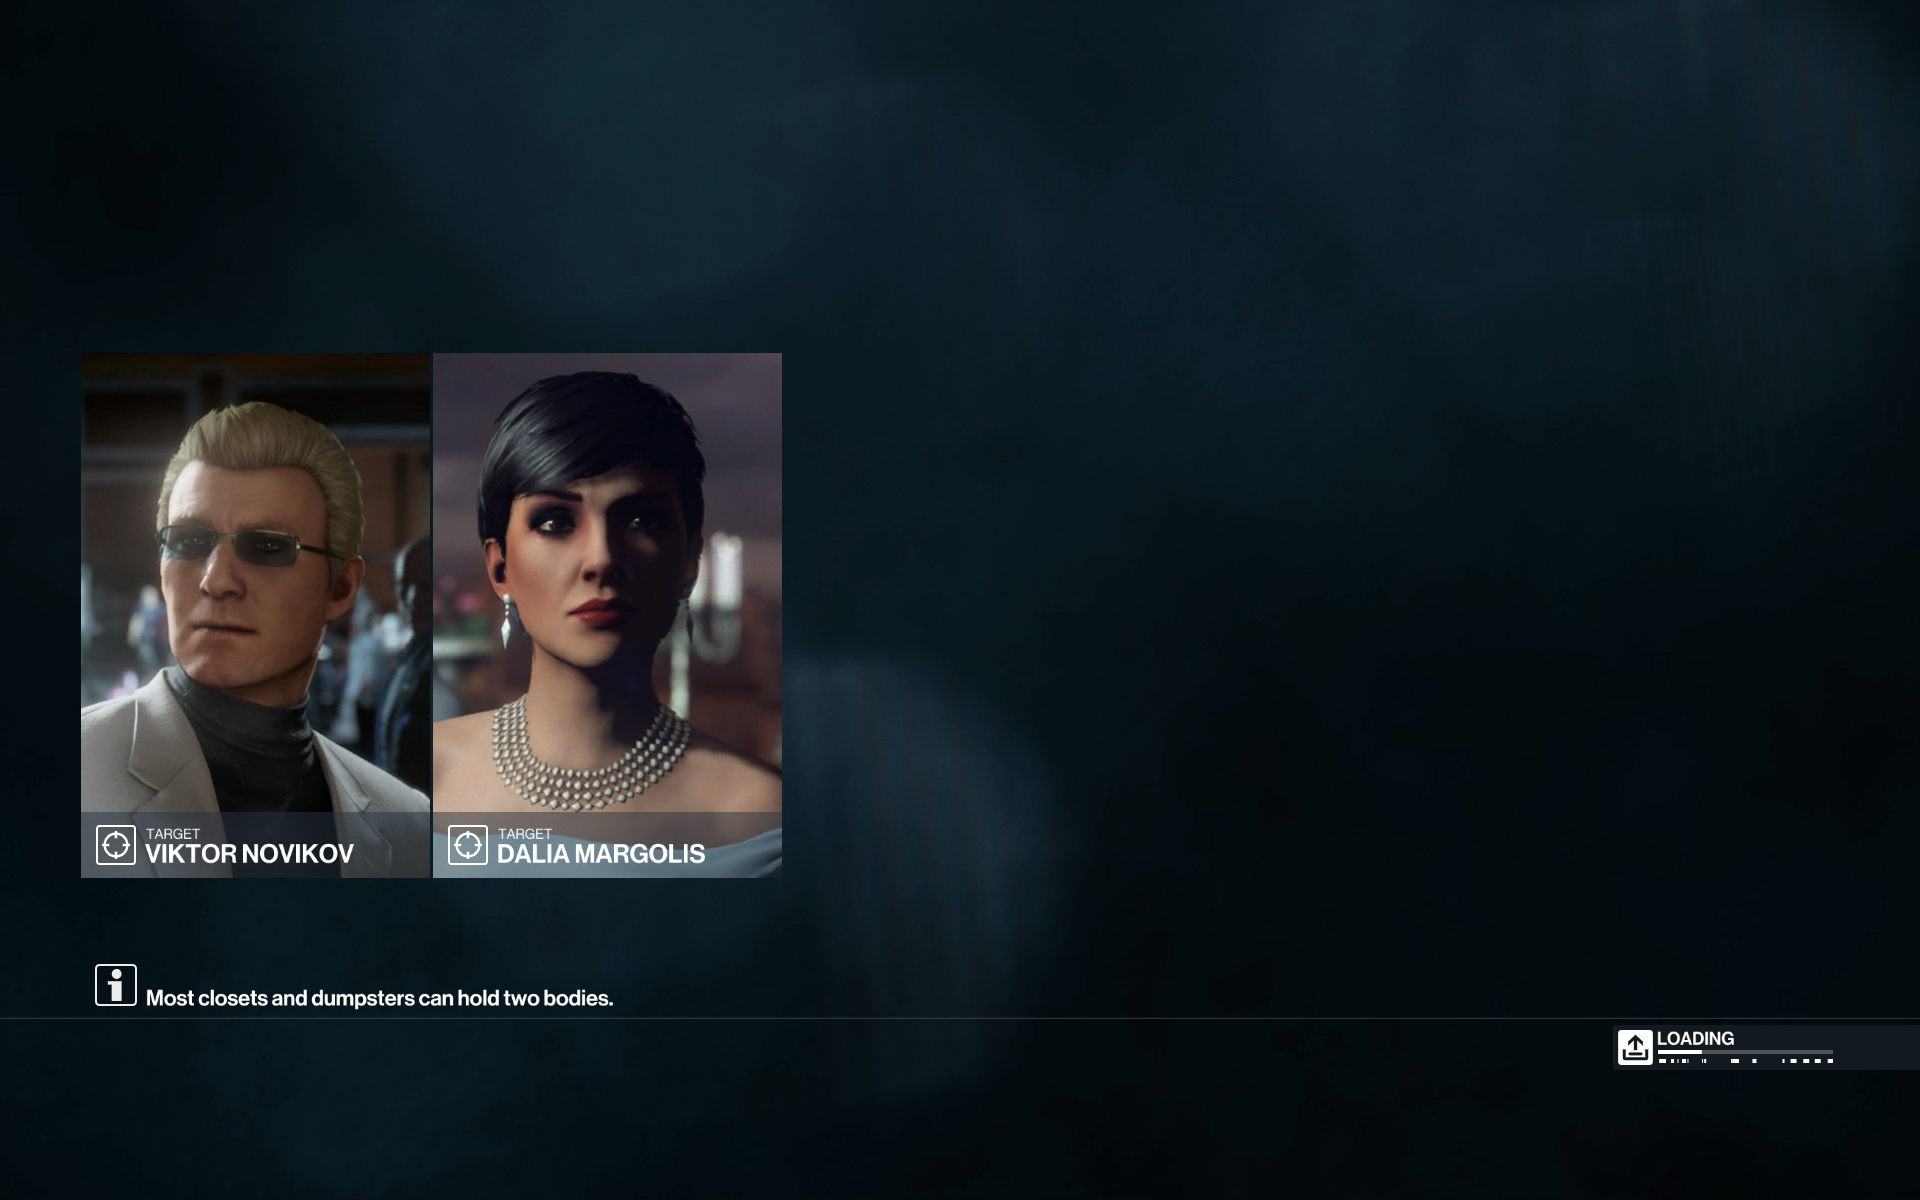 TARGET
VIKTOR NOVIKOV
TARGET
DALIA MARGOLIS
Most closets and dumpsters can hold two bodies.
LOADING